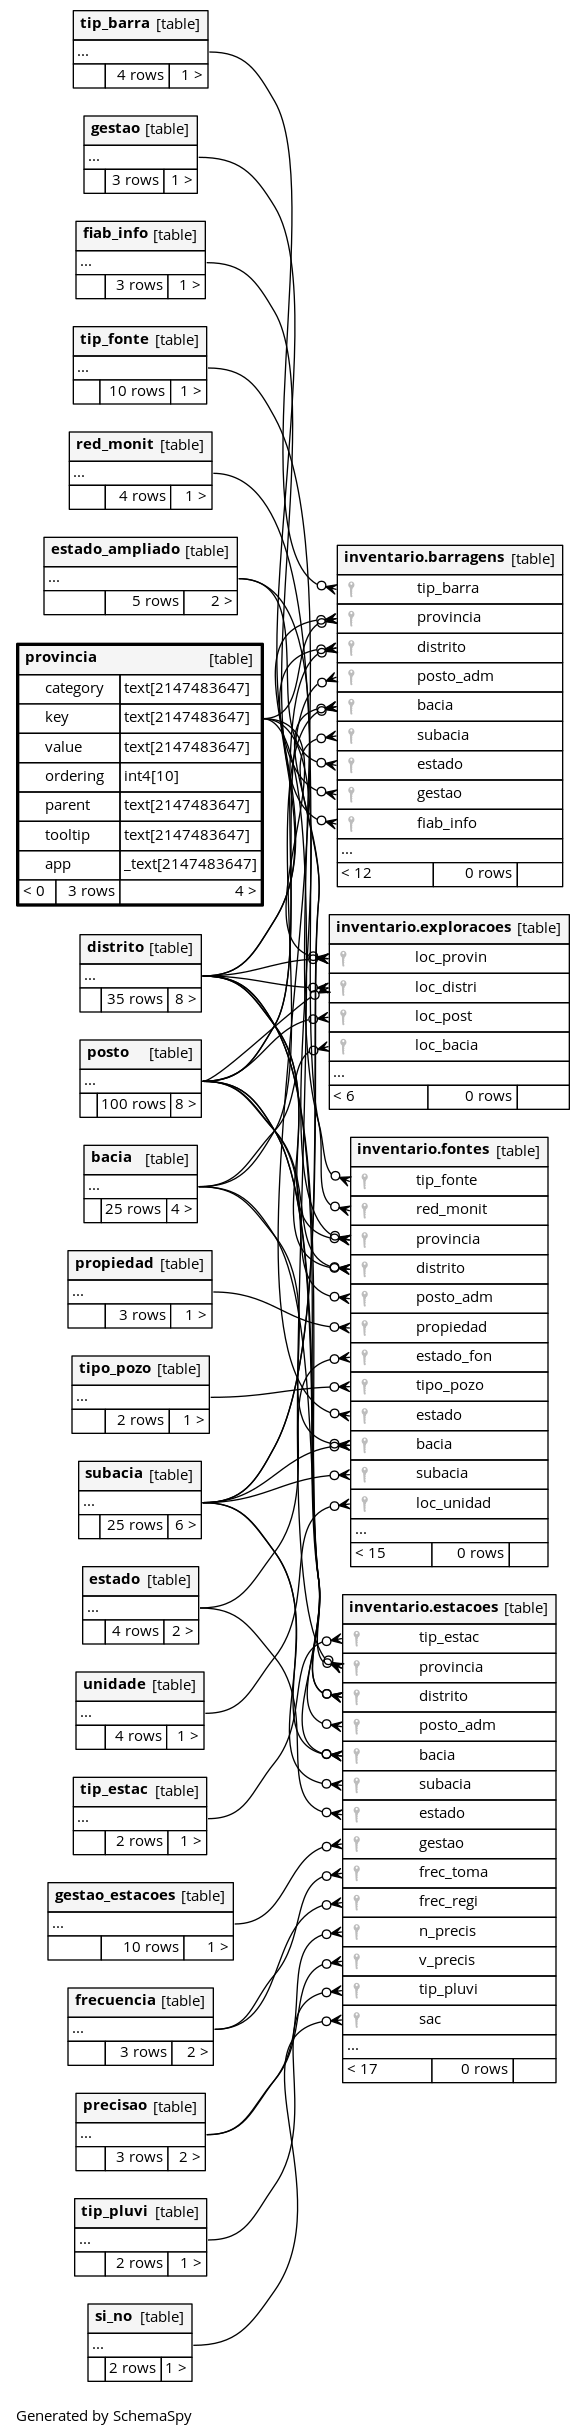 tip_barra [table]
...
4 rows 1 >
gestao [table]
...
3 rows 1 >
fiab_info [table]
...
3 rows 1 >
tip_fonte [table]
...
10 rows 1 >
red_monit [table]
...
4 rows 1 >
estado_ampliado [table]
...
5 rows 2 >
provincia [table]
category text[2147483647]
key text[2147483647]
value text[2147483647]
ordering int4[10]
parent text[2147483647]
tooltip text[2147483647]
app _text[2147483647]
< 0 3 rows 4 >
distrito [table]
...
35 rows 8 >
posto [table]
...
100 rows 8 >
bacia [table]
...
25 rows 4 >
propiedad [table]
...
3 rows 1 >
tipo_pozo [table]
...
2 rows 1 >
subacia [table]
...
25 rows 6 >
estado [table]
...
4 rows 2 >
unidade [table]
...
4 rows 1 >
tip_estac [table]
...
2 rows 1 >
gestao_estacoes [table]
...
10 rows 1 >
frecuencia [table]
...
3 rows 2 >
precisao [table]
...
3 rows 2 >
tip_pluvi [table]
...
2 rows 1 >
si_no [table]
...
2 rows 1 >
inventario.barragens [table]
tip_barra
provincia
distrito
posto_adm
bacia
subacia
estado
gestao
fiab_info
...
< 12 0 rows
inventario.exploracoes [table]
loc_provin
loc_distri
loc_post
loc_bacia
...
< 6 0 rows
inventario.fontes [table]
tip_fonte
red_monit
provincia
distrito
posto_adm
propiedad
estado_fon
tipo_pozo
estado
bacia
subacia
loc_unidad
...
< 15 0 rows
inventario.estacoes [table]
tip_estac
provincia
distrito
posto_adm
bacia
subacia
estado
gestao
frec_toma
frec_regi
n_precis
v_precis
tip_pluvi
sac
...
< 17 0 rows
Generated by SchemaSpy